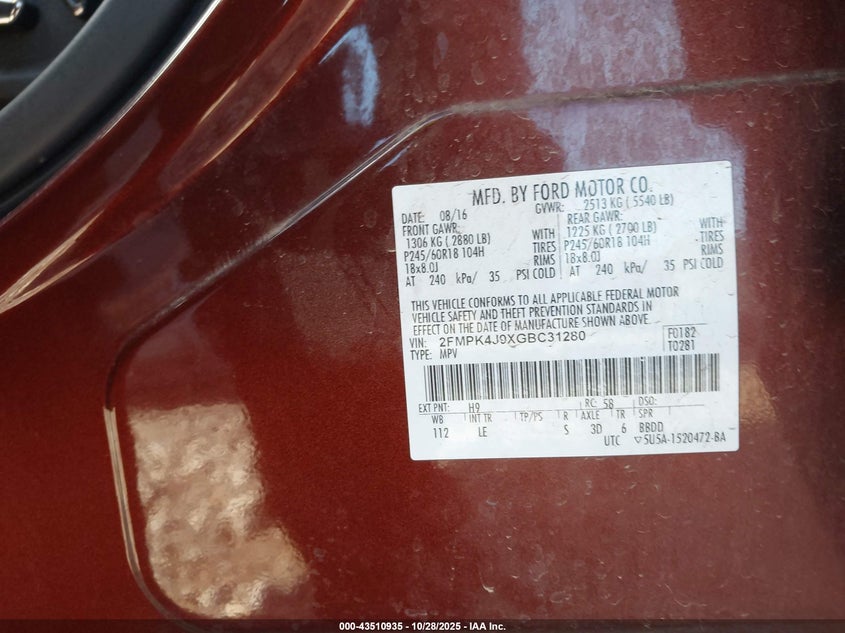 MFD. BY FORD MOTOR CO.
DATE: 08/16 GVWR: 2513 KG ( 5540 LB)
FRONT GAWR: REAR GAWR:
1306 KG ( 2880 LB) WITH 1225 KG ( 2700 LB) WITH
P245/60R18 104H TIRES P245/60R18 104H TIRES
18x8.0J RIMS 18x8.0J RIMS
AT 240 kPa/ 35 PSI COLD AT 240 kPa/ 35 PSI COLD
THIS VEHICLE CONFORMS TO ALL APPLICABLE FEDERAL MOTOR
VEHICLE SAFETY AND THEFT PREVENTION STANDARDS IN
EFFECT ON THE DATE OF MANUFACTURE SHOWN ABOVE.
VIN: 2FMPK4J9XGBC31280 F0182
TYPE: MPV T0281
EXT PNT: H9 RC: 58 DSO:
WB INT TR TP/PS R AXLE TR SPR
112 LE S 3D 6 BBDD
UTC ▽5U5A-1520472-BA
000-43510935 - 10/28/2025 - IAA Inc.